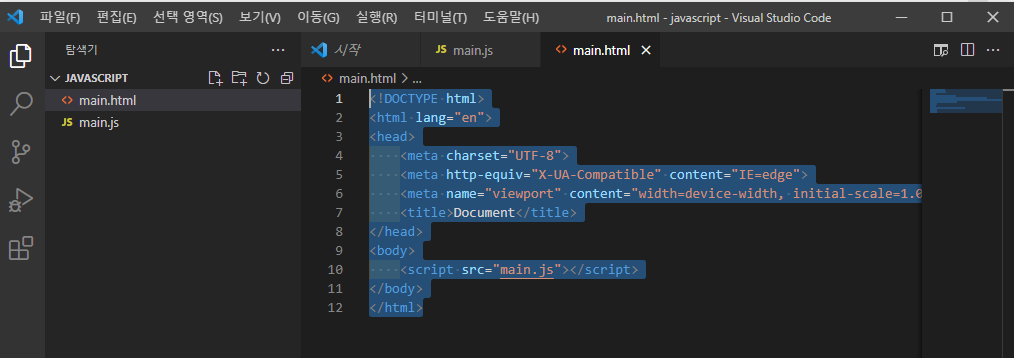 파일(F) 편집(E) 선택 영역(S) 보기(V) 이동(G) 실행(R) 터미널(T) 도움말(H) main.html - javascript - Visual Studio Code
탐색기
시작 main.js main.html
JAVASCRIPT
main.html > ...
main.html
main.js
1 <!DOCTYPE html>
2 <html lang="en">
3 <head>
4 <meta charset="UTF-8">
5 <meta http-equiv="X-UA-Compatible" content="IE=edge">
6 <meta name="viewport" content="width=device-width, initial-scale=1.0
7 <title>Document</title>
8 </head>
9 <body>
10 <script src="main.js"></script>
11 </body>
12 </html>